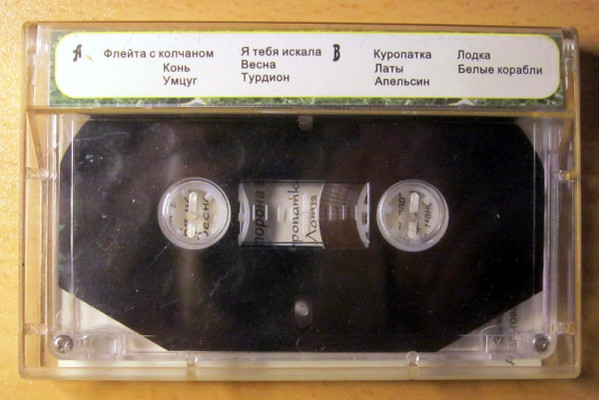 A
Флейта с колчаном
Конь
Умцуг
Я тебя искала
Весна
Турдион
B
Куропатка
Латы
Апельсин
Лодка
Белые корабли